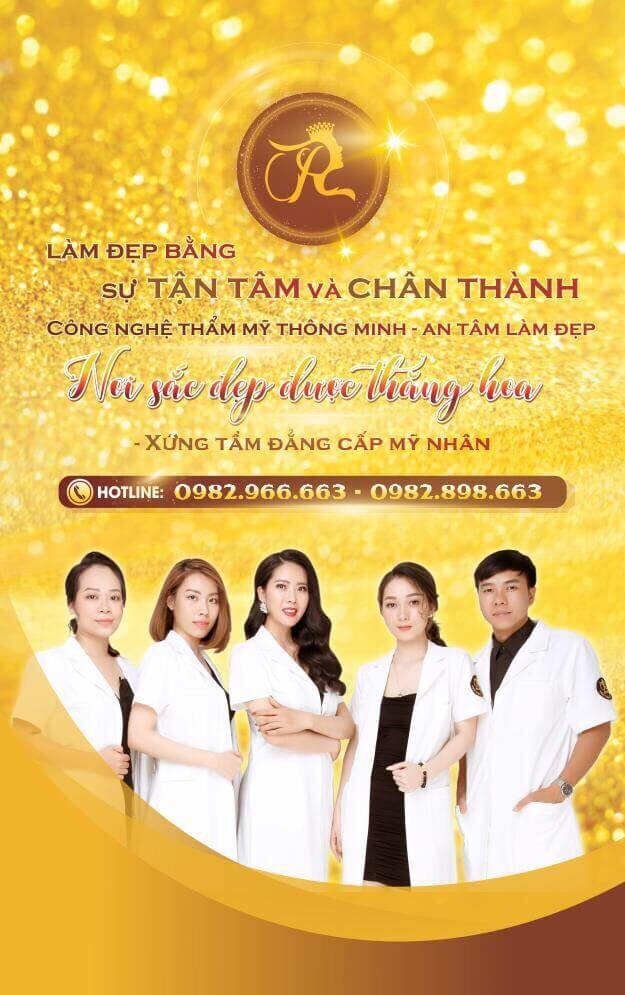 R
LÀM ĐẸP BẰNG
SỰ TẬN TÂM VÀ CHÂN THÀNH
CÔNG NGHỆ THẨM MỸ THÔNG MINH - AN TÂM LÀM ĐẸP
Nơi sắc đẹp được thăng hoa
- XỨNG TẦM ĐẲNG CẤP MỸ NHÂN
HOTLINE: 0982.966.663 - 0982.898.663